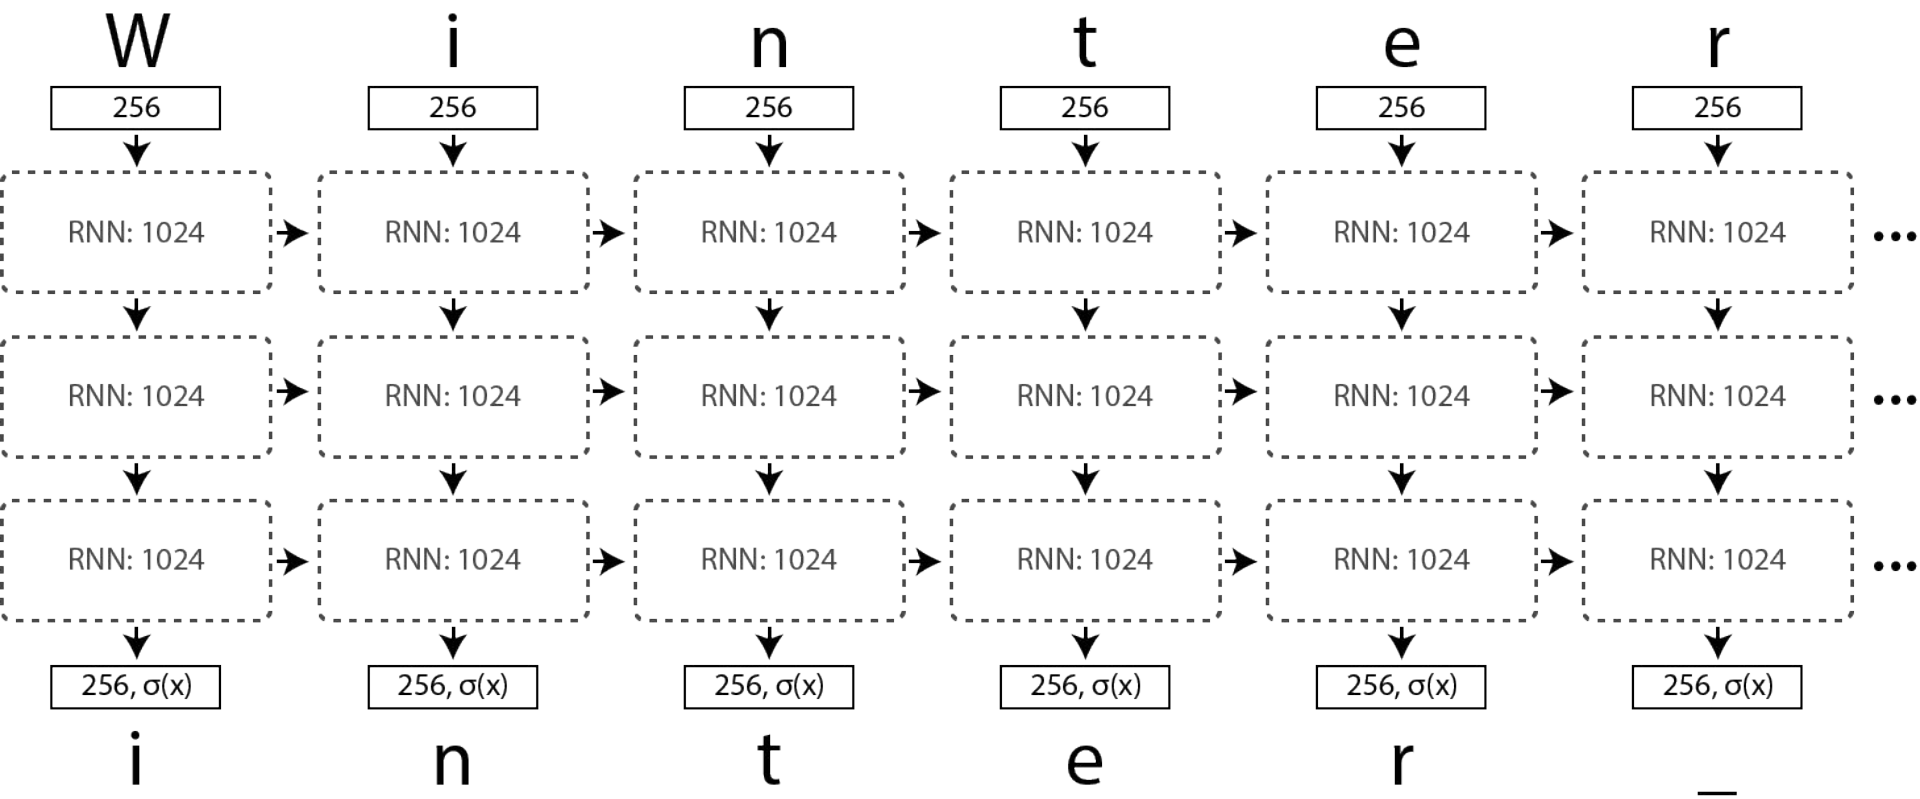 W i n t e r
256 256 256 256 256 256
RNN: 1024 RNN: 1024 RNN: 1024 RNN: 1024 RNN: 1024 RNN: 1024 ...
RNN: 1024 RNN: 1024 RNN: 1024 RNN: 1024 RNN: 1024 RNN: 1024 ...
RNN: 1024 RNN: 1024 RNN: 1024 RNN: 1024 RNN: 1024 RNN: 1024 ...
256, σ(x) 256, σ(x) 256, σ(x) 256, σ(x) 256, σ(x) 256, σ(x)
i n t e r _